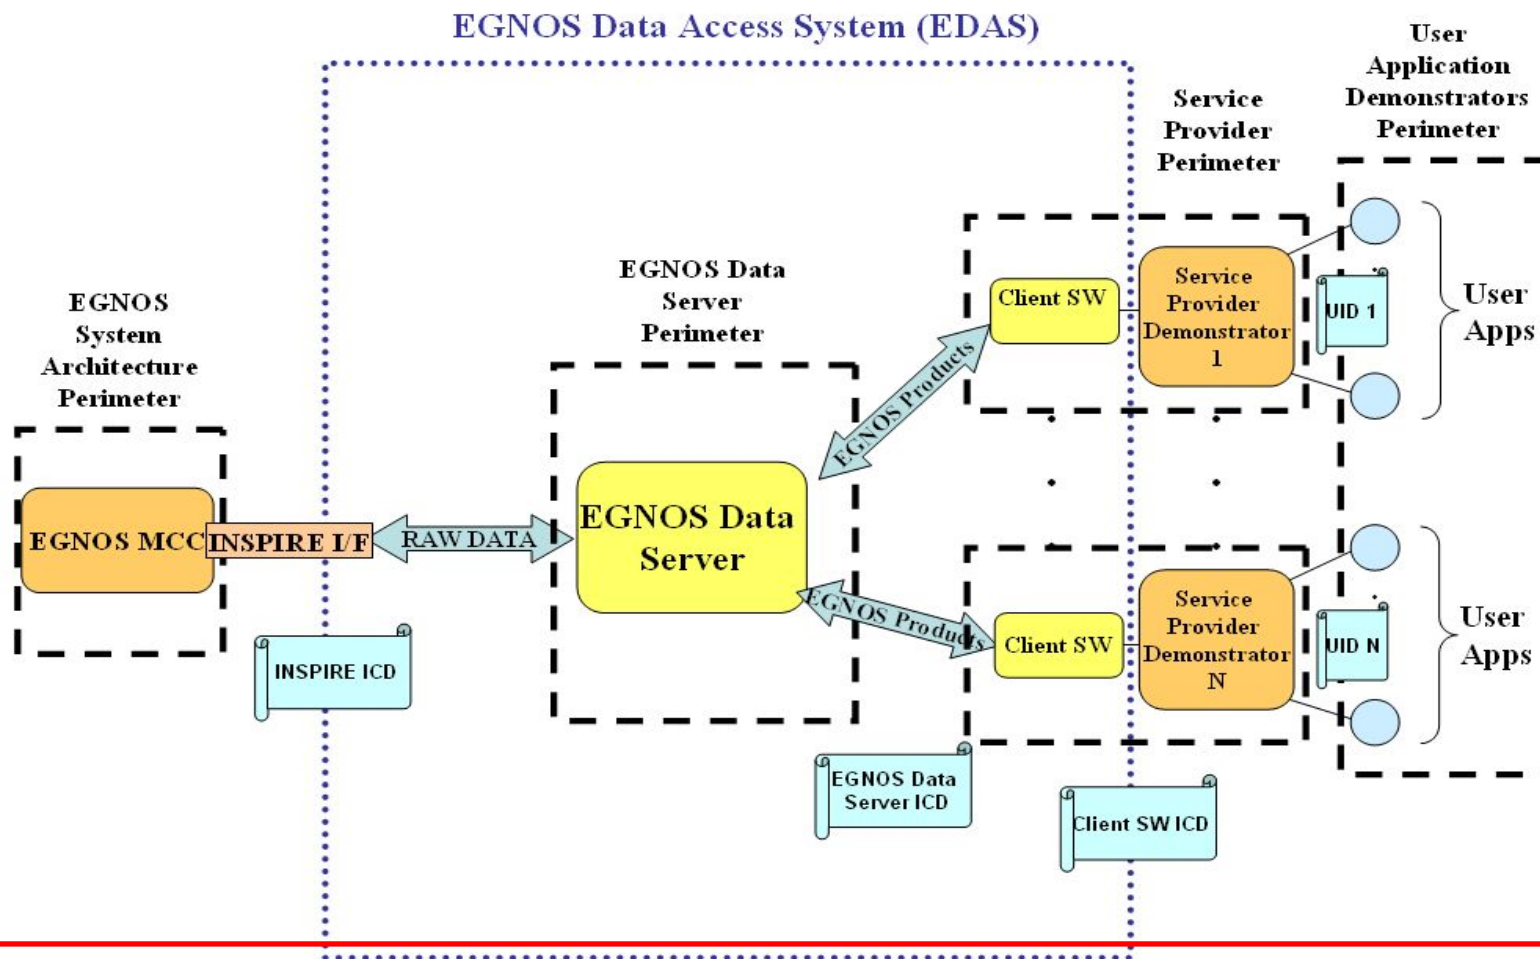 EGNOS Data Access System (EDAS)
User
Application
Demonstrators
Perimeter
Service
Provider
Perimeter
EGNOS Data
Server
Perimeter
EGNOS
System
Architecture
Perimeter
Client SW
Service
Provider
Demonstrator
1
UID 1
User
Apps
EGNOS Products
EGNOS MCC
INSPIRE I/F
RAW DATA
EGNOS Data
Server
EGNOS Products
Client SW
Service
Provider
Demonstrator
N
UID N
User
Apps
INSPIRE ICD
EGNOS Data
Server ICD
Client SW ICD